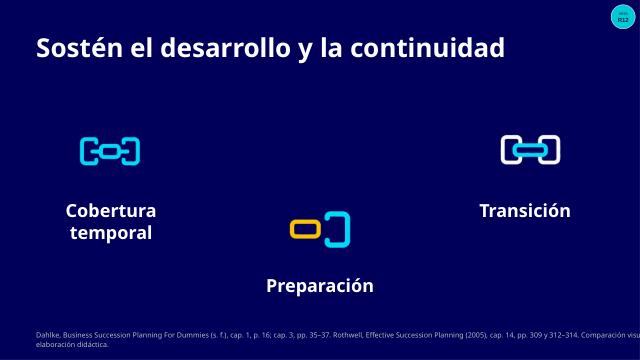 Sostén el desarrollo y la continuidad
R12
Cobertura
temporal
Transición
Preparación
Dahlke, Business Succession Planning For Dummies (s. f.), cap. 1, p. 16; cap. 3, pp. 35–37. Rothwell, Effective Succession Planning (2005), cap. 14, pp. 309 y 312–314. Comparación
elaboración didáctica.